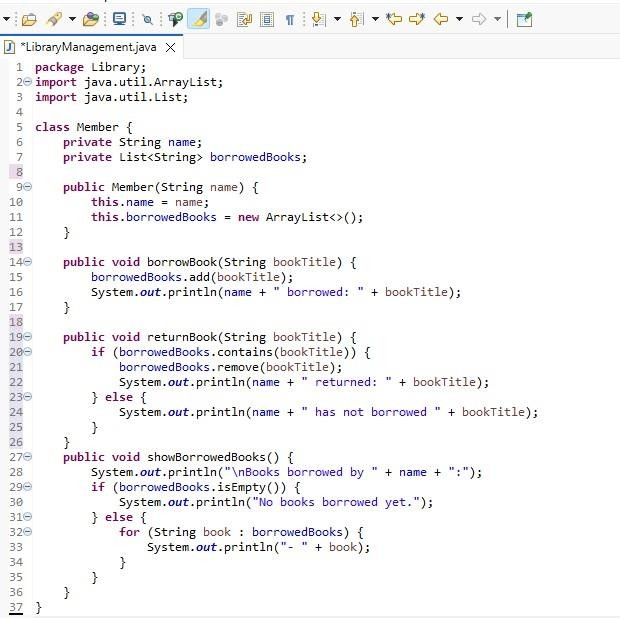 *LibraryManagement.java
1 package Library;
2 import java.util.ArrayList;
3 import java.util.List;
4
5 class Member {
6     private String name;
7     private List<String> borrowedBooks;
8
9     public Member(String name) {
10         this.name = name;
11         this.borrowedBooks = new ArrayList<>();
12     }
13
14     public void borrowBook(String bookTitle) {
15         borrowedBooks.add(bookTitle);
16         System.out.println(name + " borrowed: " + bookTitle);
17     }
18
19     public void returnBook(String bookTitle) {
20         if (borrowedBooks.contains(bookTitle)) {
21             borrowedBooks.remove(bookTitle);
22             System.out.println(name + " returned: " + bookTitle);
23         } else {
24             System.out.println(name + " has not borrowed " + bookTitle);
25         }
26     }
27     public void showBorrowedBooks() {
28         System.out.println("\nBooks borrowed by " + name + ":");
29         if (borrowedBooks.isEmpty()) {
30             System.out.println("No books borrowed yet.");
31         } else {
32             for (String book : borrowedBooks) {
33                 System.out.println("- " + book);
34             }
35         }
36     }
37 }